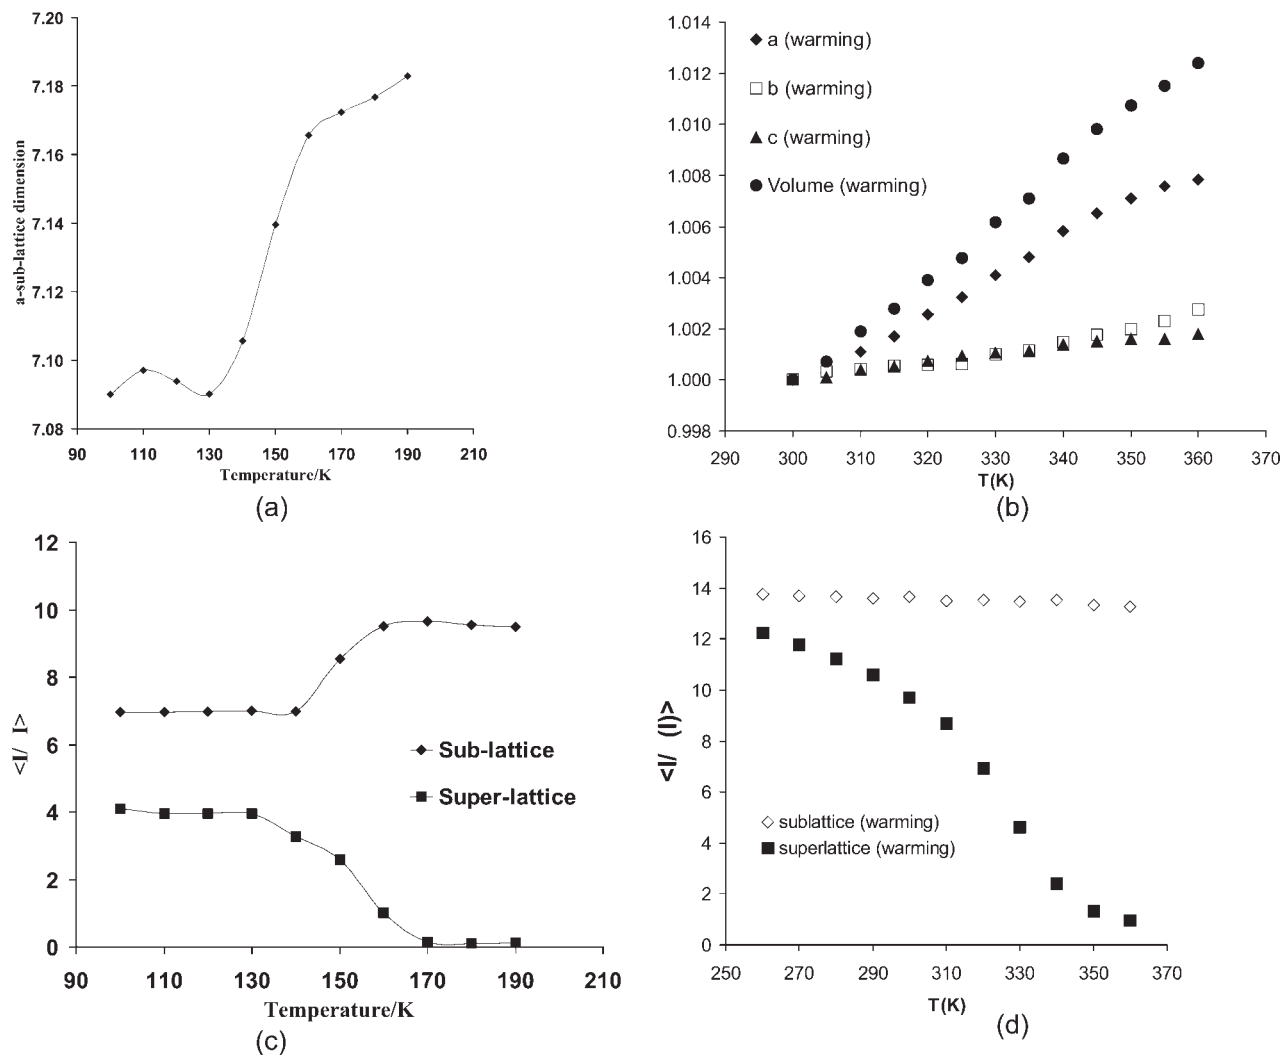 7.20
7.18
7.16
7.14
7.12
7.10
7.08
a-sub-lattice dimension
90 110 130 150 170 190 210
Temperature/K
(a)
1.014
1.012
1.010
1.008
1.006
1.004
1.002
1.000
0.998
a (warming)
b (warming)
c (warming)
Volume (warming)
290 300 310 320 330 340 350 360 370
T(K)
(b)
12
10
8
6
4
2
0
<I/ I>
Sub-lattice
Super-lattice
90 110 130 150 170 190 210
Temperature/K
(c)
16
14
12
10
8
6
4
2
0
<I/ (I)>
sublattice (warming)
superlattice (warming)
250 270 290 310 330 350 370
T(K)
(d)